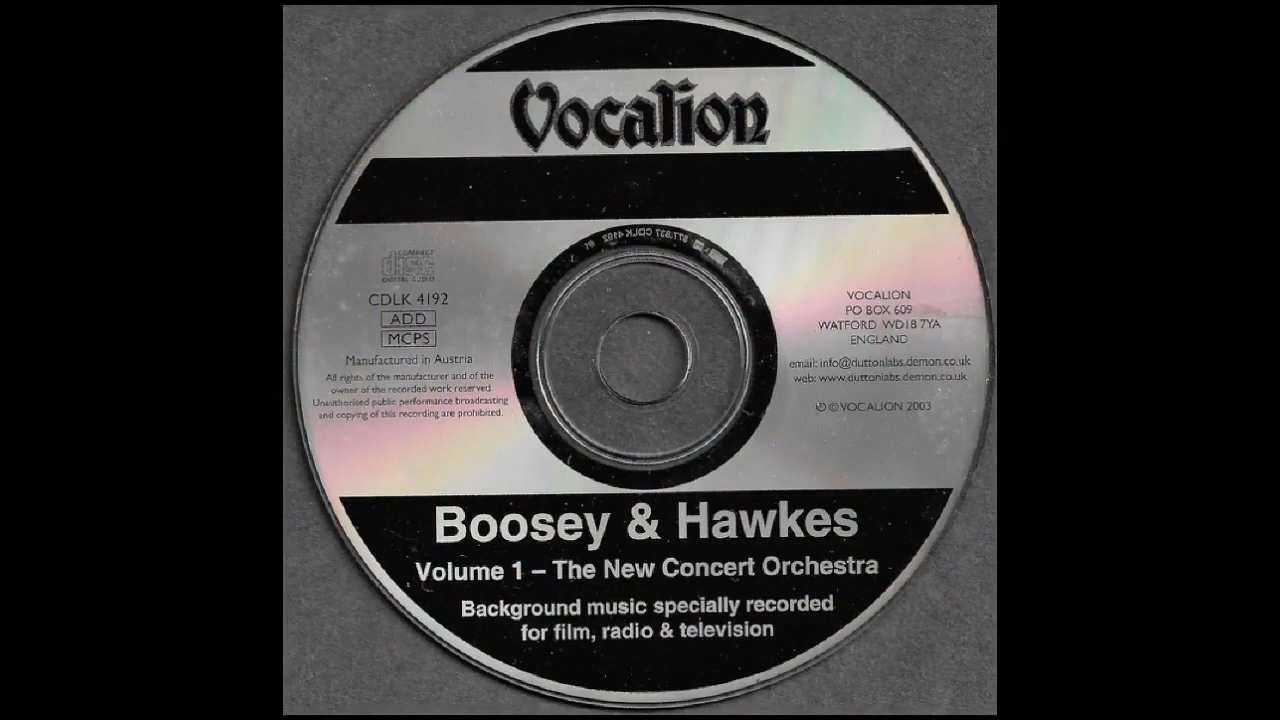 Vocalion
COMPACT
disc
DIGITAL AUDIO
CDLK 4192
ADD
MCPS
Manufactured in Austria
All rights of the manufacturer and of the
owner of the recorded work reserved.
Unauthorised public performance broadcasting
and copying of this recording are prohibited.
VOCALION
PO BOX 609
WATFORD WD18 7YA
ENGLAND
email: info@duttonlabs.demon.co.uk
web: www.duttonlabs.demon.co.uk
℗ © VOCALION 2003
Boosey & Hawkes
Volume 1 – The New Concert Orchestra
Background music specially recorded
for film, radio & television